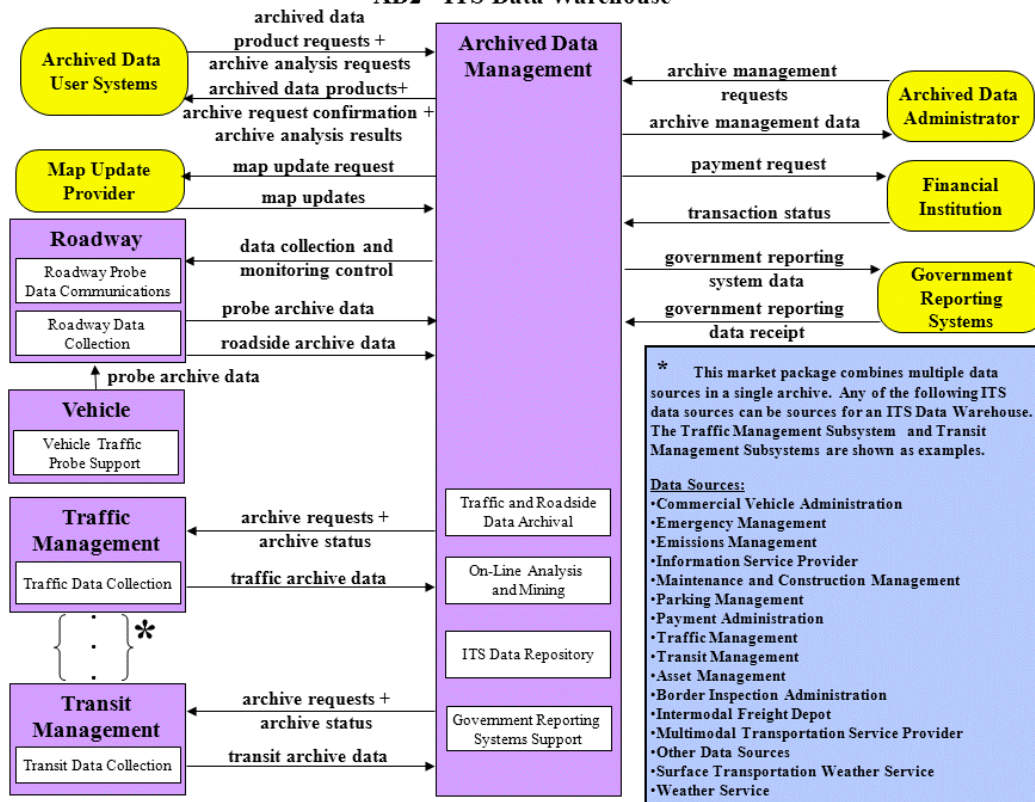 AD2 - ITS Data Warehouse
archived data
product requests +
archive analysis requests
archived data products+
archive request confirmation +
archive analysis results
Archived Data
User Systems
Map Update
Provider
map update request
map updates
Roadway
Roadway Probe
Data Communications
Roadway Data
Collection
data collection and
monitoring control
probe archive data
roadside archive data
probe archive data
Vehicle
Vehicle Traffic
Probe Support
Traffic
Management
Traffic Data Collection
archive requests +
archive status
traffic archive data
*
Transit
Management
Transit Data Collection
archive requests +
archive status
transit archive data
Archived Data
Management
Traffic and Roadside
Data Archival
On-Line Analysis
and Mining
ITS Data Repository
Government Reporting
Systems Support
archive management
requests
archive management data
Archived Data
Administrator
payment request
transaction status
Financial
Institution
government reporting
system data
government reporting
data receipt
Government
Reporting
Systems
* This market package combines multiple data
sources in a single archive. Any of the following ITS
data sources can be sources for an ITS Data Warehouse.
The Traffic Management Subsystem and Transit
Management Subsystems are shown as examples.
Data Sources:
•Commercial Vehicle Administration
•Emergency Management
•Emissions Management
•Information Service Provider
•Maintenance and Construction Management
•Parking Management
•Payment Administration
•Traffic Management
•Transit Management
•Asset Management
•Border Inspection Administration
•Intermodal Freight Depot
•Multimodal Transportation Service Provider
•Other Data Sources
•Surface Transportation Weather Service
•Weather Service